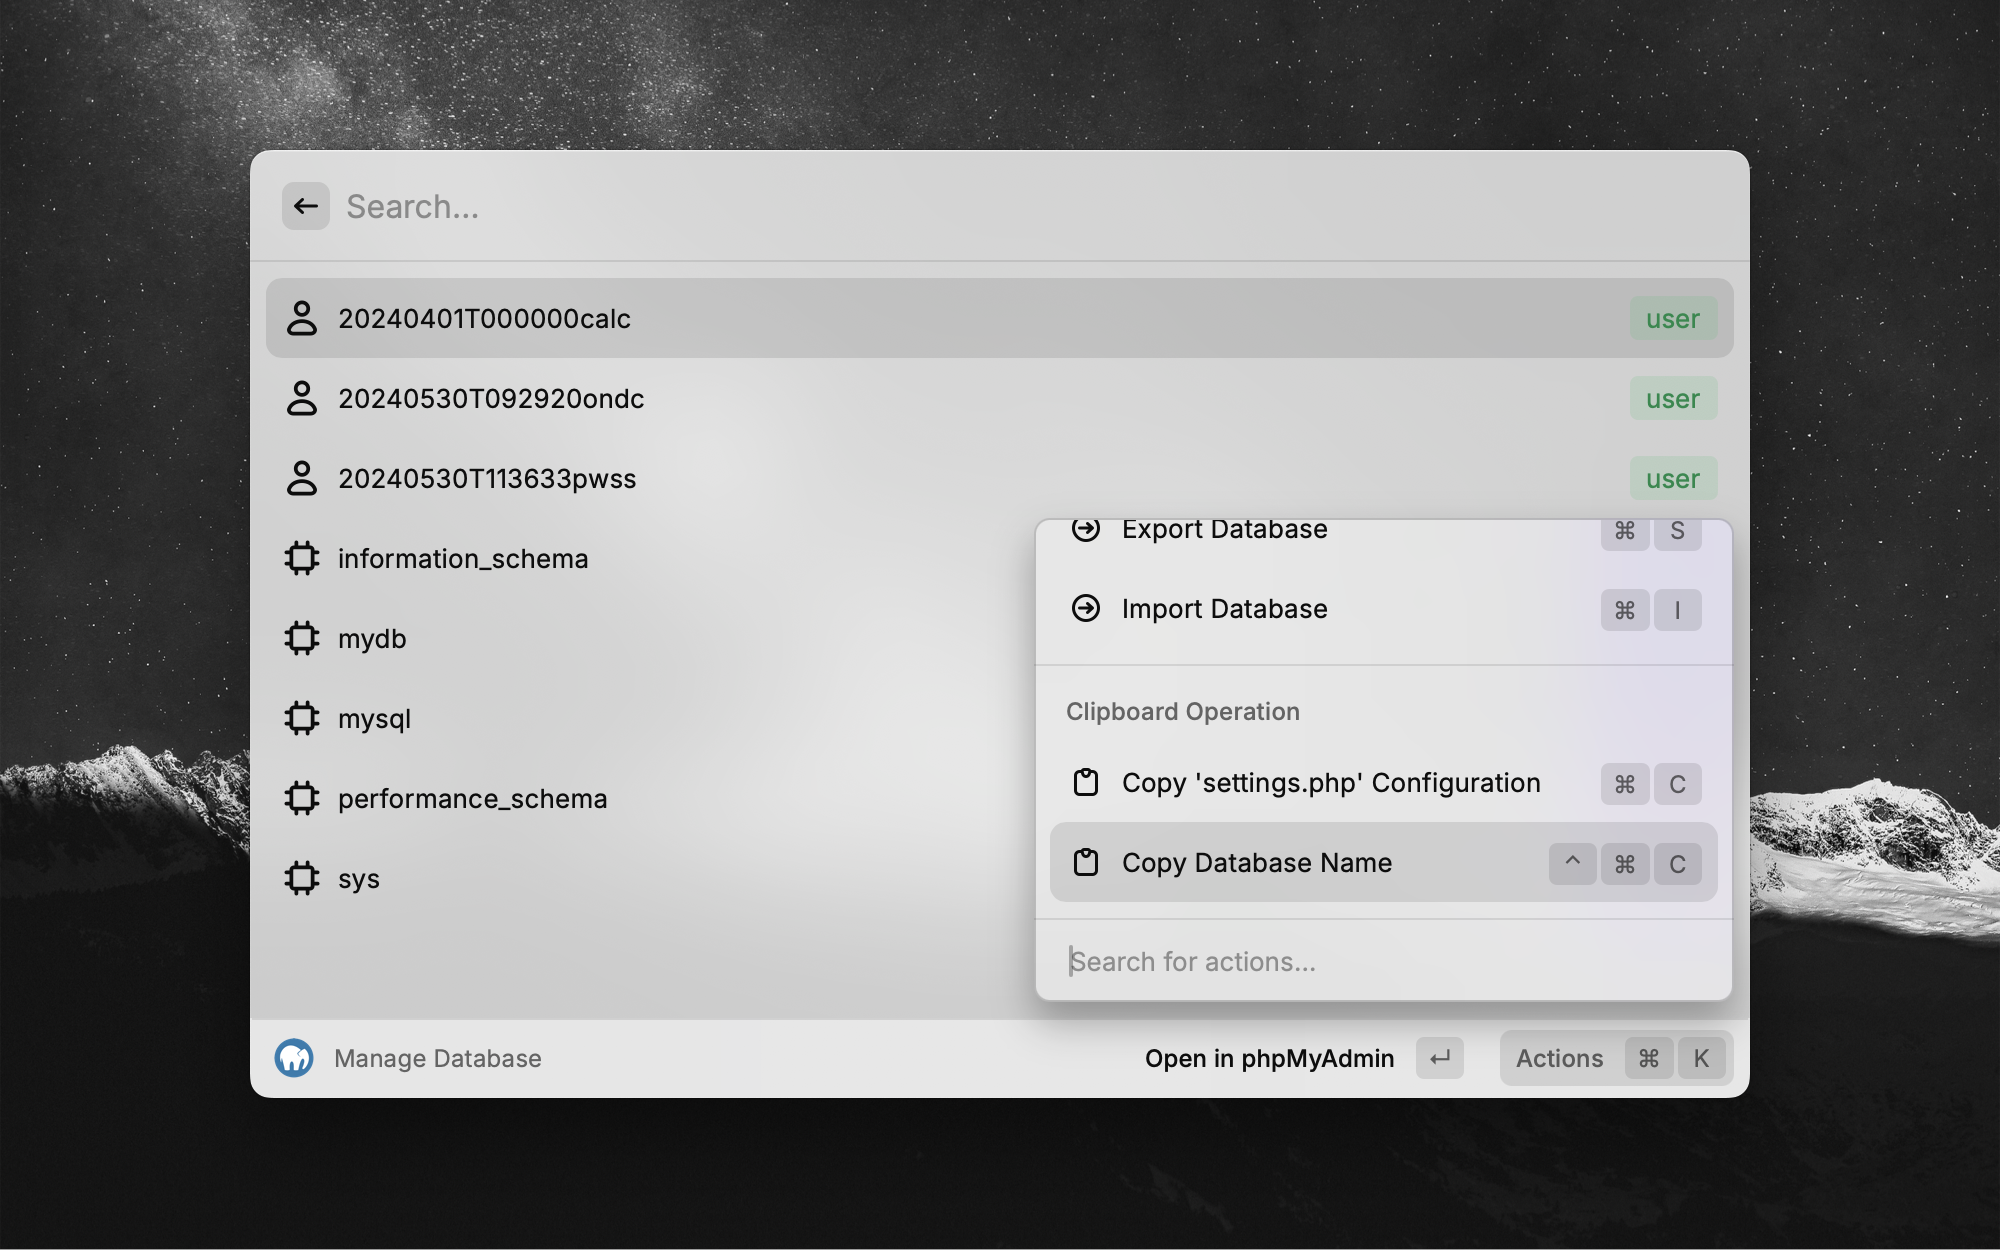 Search...
20240401T000000calc user
20240530T092920ondc user
20240530T113633pwss user
information_schema
mydb
mysql
performance_schema
sys
Export Database ⌘ S
Import Database ⌘ I
Clipboard Operation
Copy 'settings.php' Configuration ⌘ C
Copy Database Name ^ ⌘ C
Search for actions...
Manage Database
Open in phpMyAdmin ↵
Actions ⌘ K